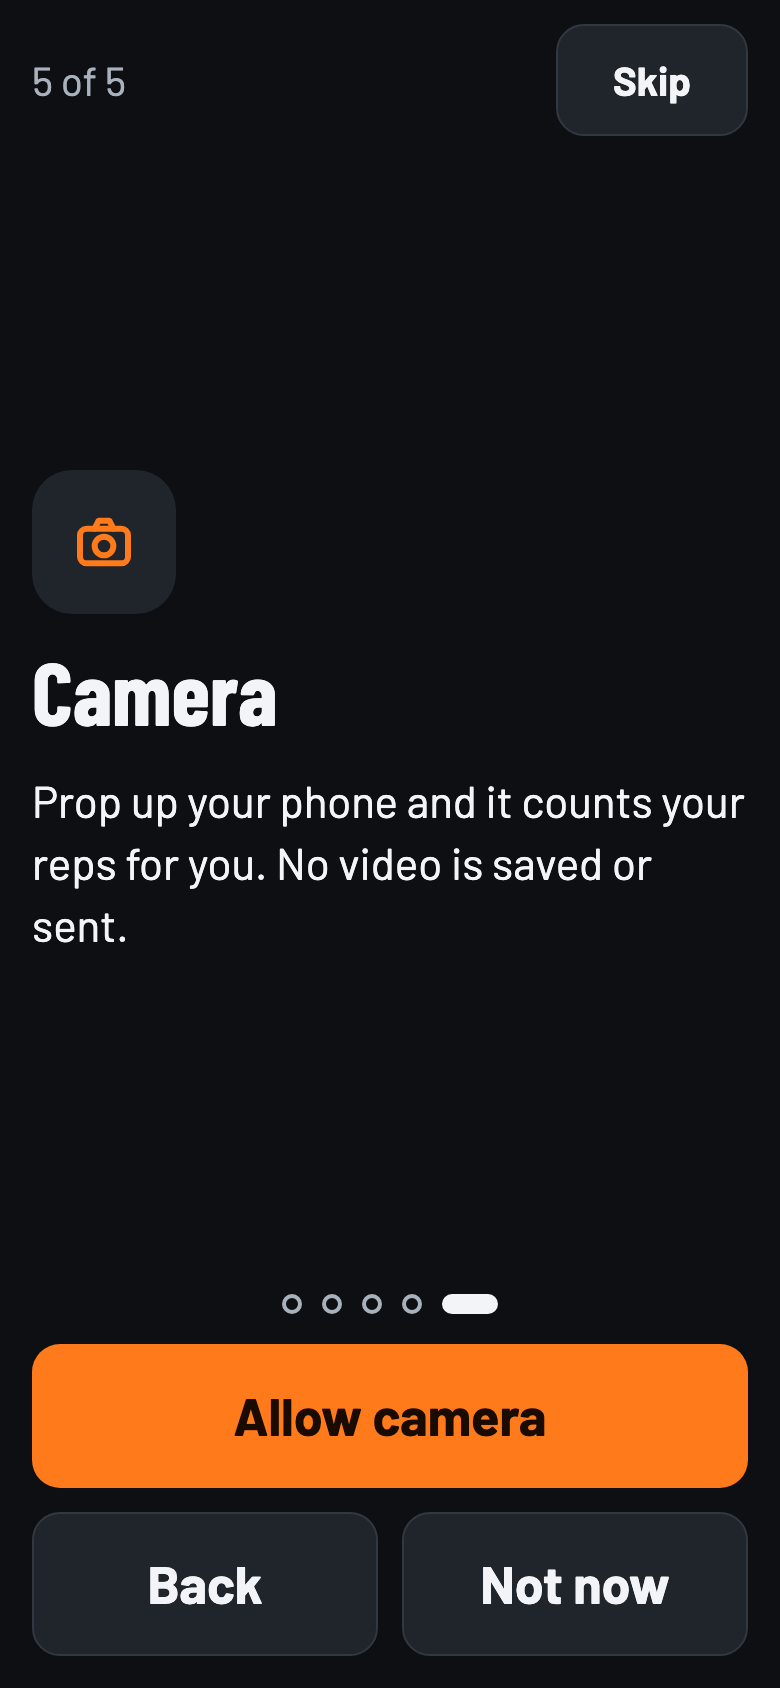 5 of 5
Skip
Camera
Prop up your phone and it counts your
reps for you. No video is saved or
sent.
Allow camera
Back
Not now